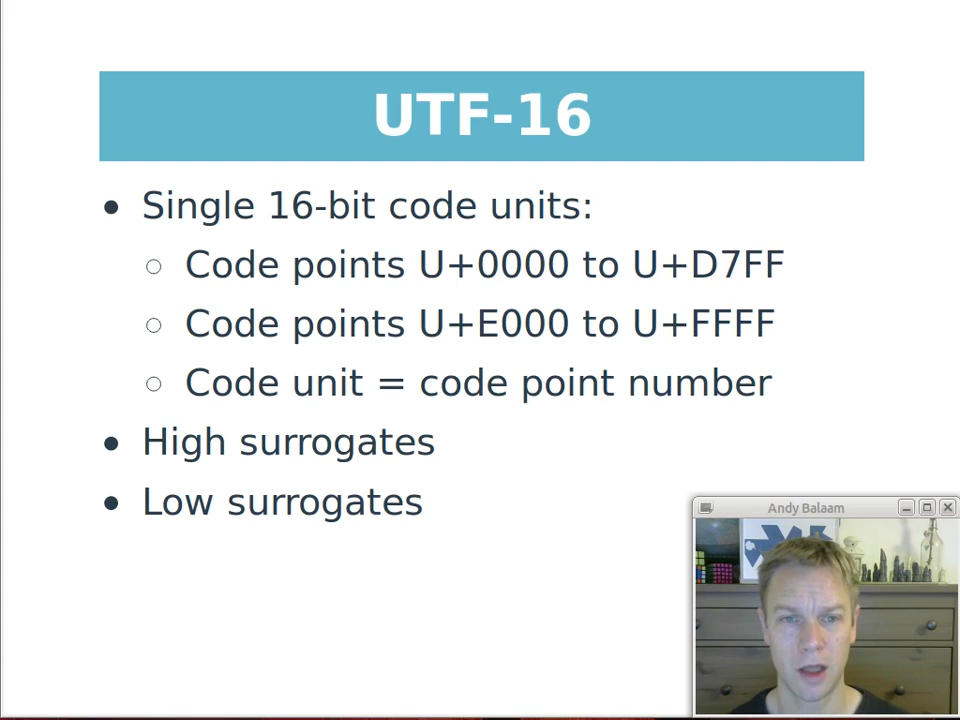 UTF-16
Single 16-bit code units:
Code points U+0000 to U+D7FF
Code points U+E000 to U+FFFF
Code unit = code point number
High surrogates
Low surrogates
Andy Balaam